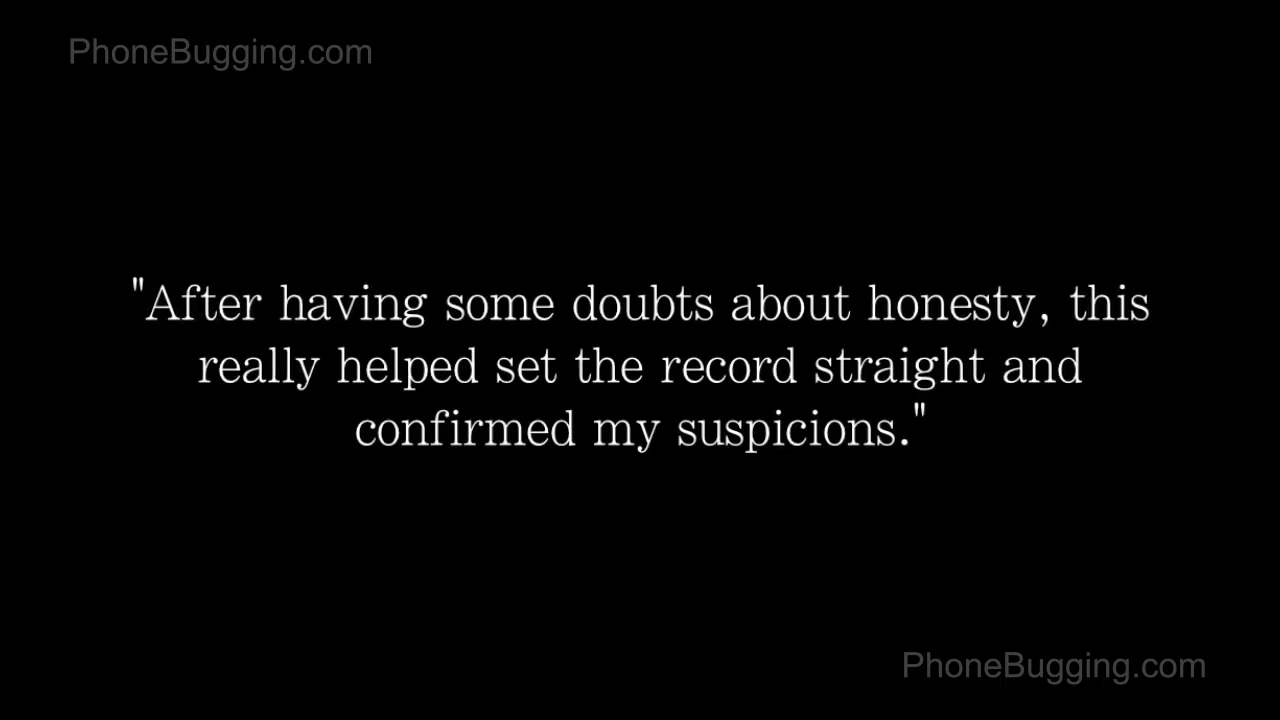 PhoneBugging.com
"After having some doubts about honesty, this
really helped set the record straight and
confirmed my suspicions."
PhoneBugging.com